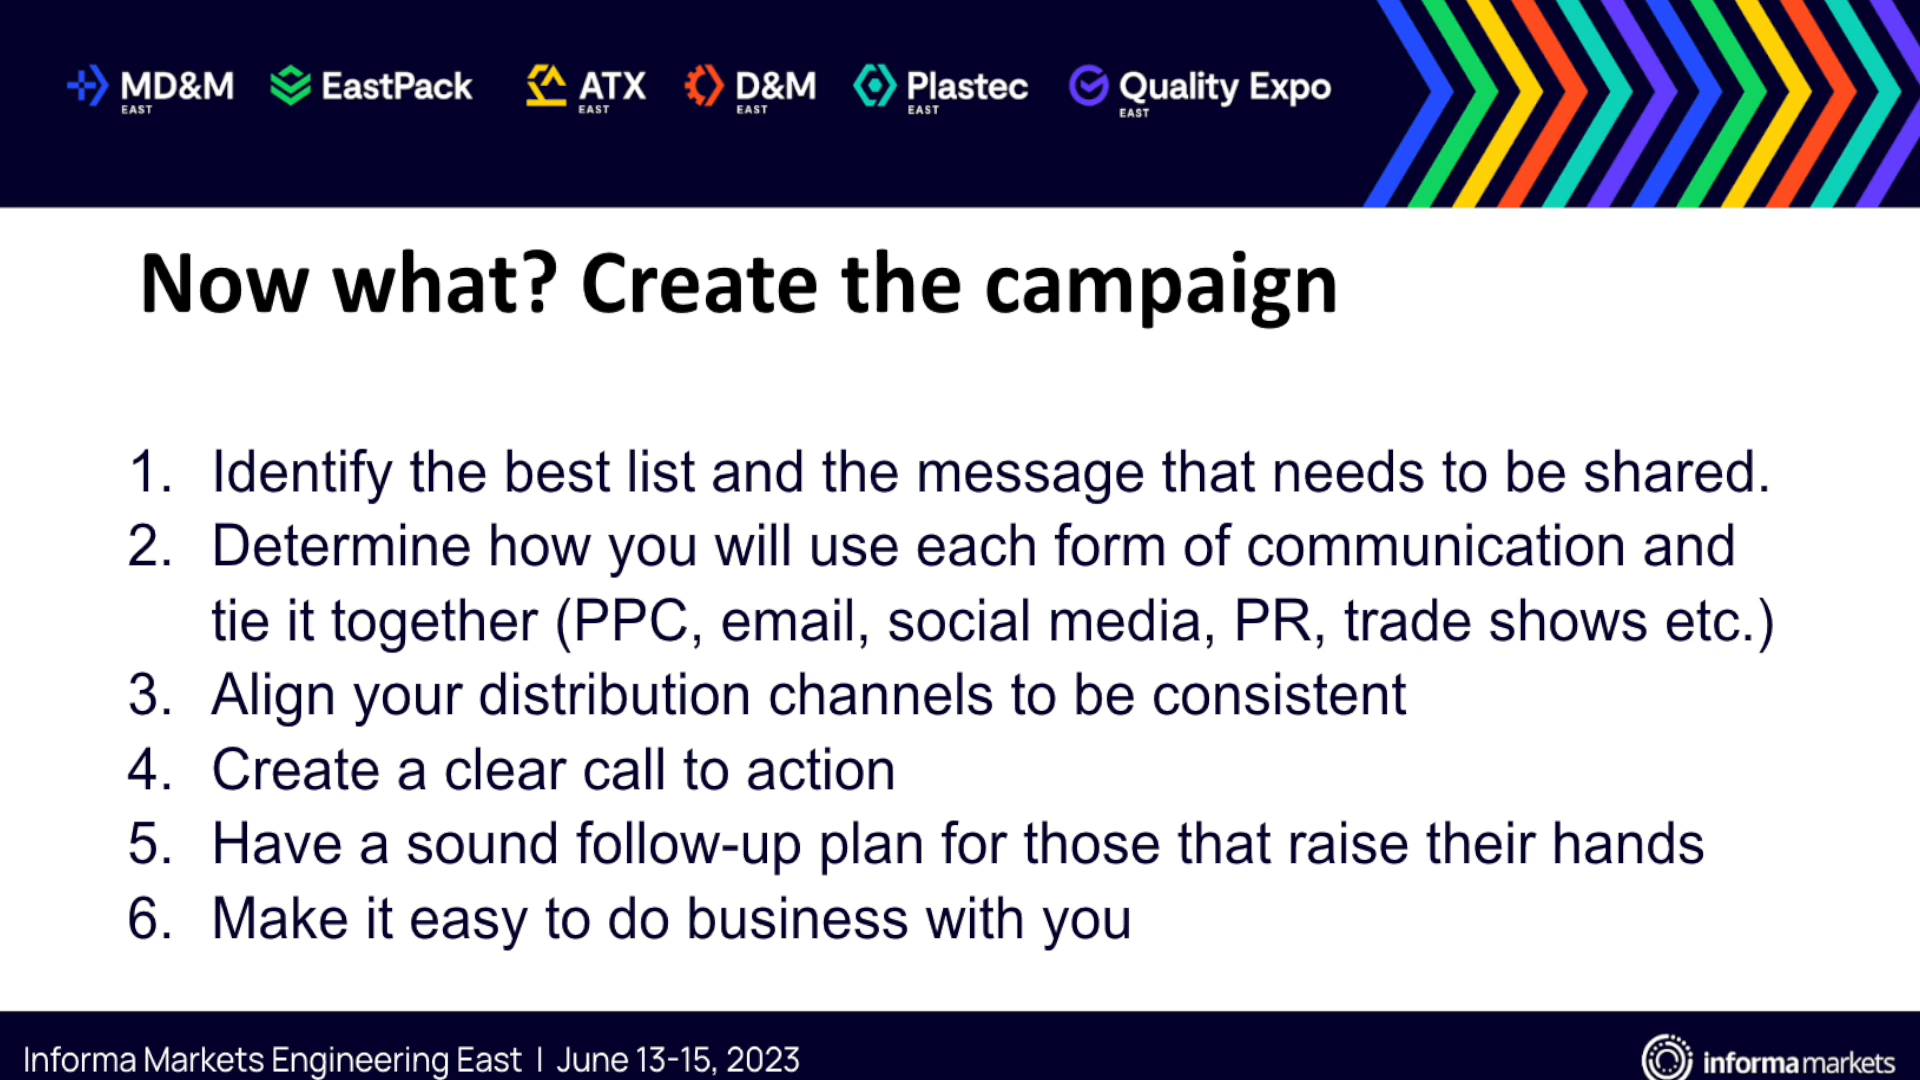 MD&M EAST
EastPack
ATX EAST
D&M EAST
Plastec EAST
Quality Expo EAST
Now what? Create the campaign
1. Identify the best list and the message that needs to be shared.
2. Determine how you will use each form of communication and
tie it together (PPC, email, social media, PR, trade shows etc.)
3. Align your distribution channels to be consistent
4. Create a clear call to action
5. Have a sound follow-up plan for those that raise their hands
6. Make it easy to do business with you
Informa Markets Engineering East | June 13-15, 2023
informa markets